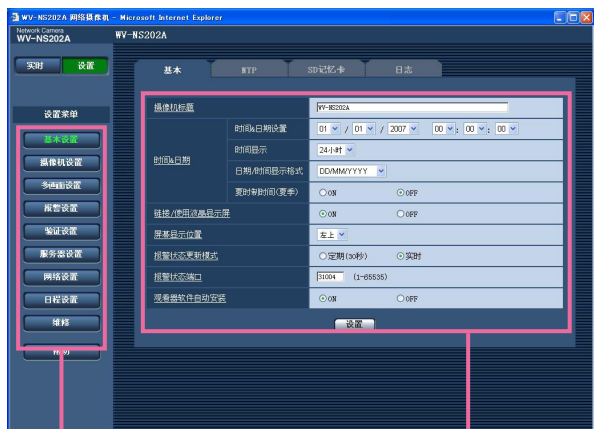 WV-NS202A 网络摄像机 - Microsoft Internet Explorer
Network Camera
WV-NS202A
WV-NS202A
实时 设置
基本 NTP SD记忆卡 日志
设置菜单
基本设置
摄像机设置
多画面设置
报警设置
验证设置
服务器设置
网络设置
日程设置
维修
摄像机标题 WV-NS202A
时间&日期
时间&日期设置 01 / 01 / 2007 00 : 00 : 00
时间显示 24小时
日期/时间显示格式 DD/MM/YYYY
夏时制时间(夏季) ON OFF
链接/使用液晶显示屏 ON OFF
屏幕显示位置 左上
报警状态更新模式 定期(30秒) 实时
报警状态端口 31004 (1-65535)
观看器软件自动安装 ON OFF
设置